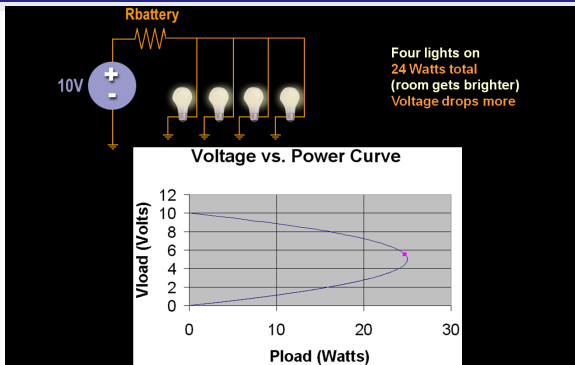 Rbattery
10V
+
-
Four lights on
24 Watts total
(room gets brighter)
Voltage drops more
Voltage vs. Power Curve
Vload (Volts)
12
10
8
6
4
2
0
0 10 20 30
Pload (Watts)